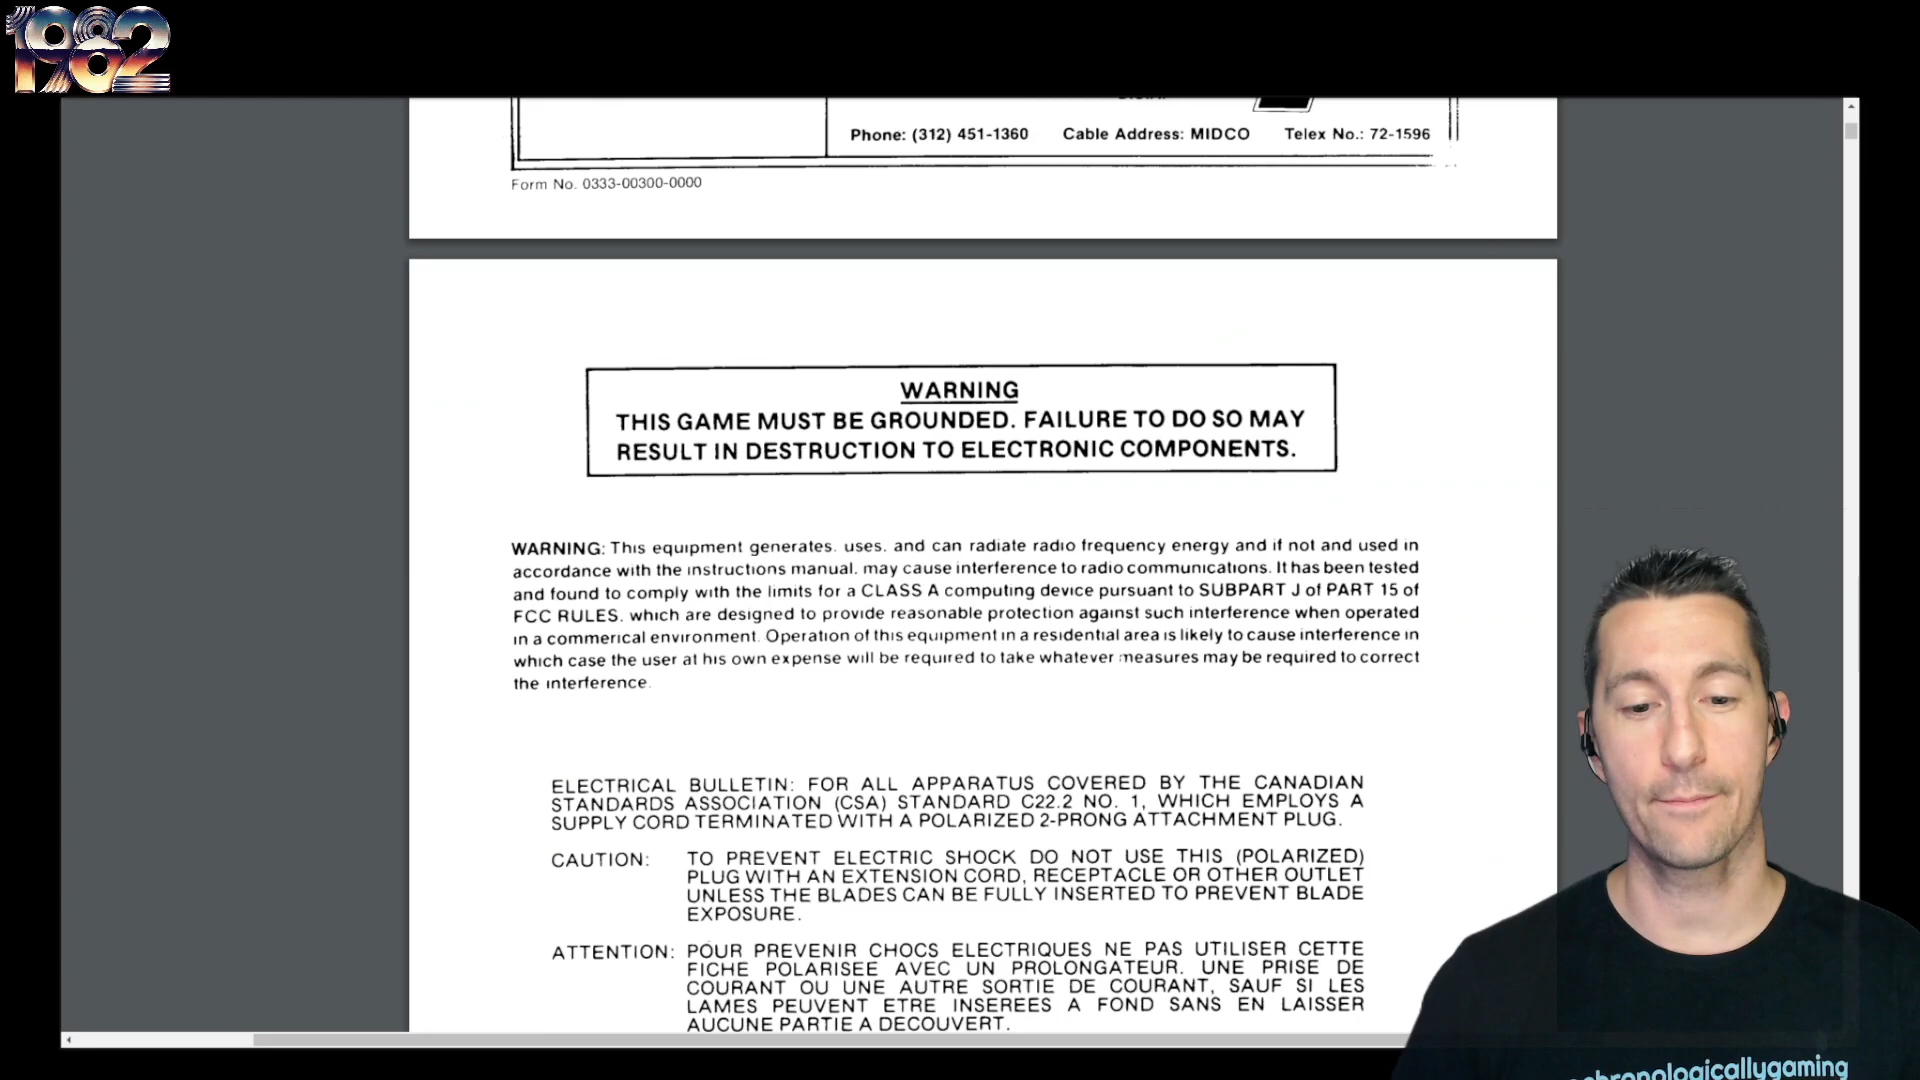 1982
Phone: (312) 451-1360 Cable Address: MIDCO Telex No.: 72-1596
Form No. 0333-00300-0000
WARNING
THIS GAME MUST BE GROUNDED. FAILURE TO DO SO MAY
RESULT IN DESTRUCTION TO ELECTRONIC COMPONENTS.
WARNING: This equipment generates. uses. and can radiate radio frequency energy and if not and used in
accordance with the instructions manual. may cause interference to radio communications. It has been tested
and found to comply with the limits for a CLASS A computing device pursuant to SUBPART J of PART 15 of
FCC RULES. which are designed to provide reasonable protection against such interference when operated
in a commerical environment. Operation of this equipment in a residential area is likely to cause interference in
which case the user at his own expense will be required to take whatever measures may be required to correct
the interference.
ELECTRICAL BULLETIN: FOR ALL APPARATUS COVERED BY THE CANADIAN
STANDARDS ASSOCIATION (CSA) STANDARD C22.2 NO. 1, WHICH EMPLOYS A
SUPPLY CORD TERMINATED WITH A POLARIZED 2-PRONG ATTACHMENT PLUG.
CAUTION: TO PREVENT ELECTRIC SHOCK DO NOT USE THIS (POLARIZED)
PLUG WITH AN EXTENSION CORD, RECEPTACLE OR OTHER OUTLET
UNLESS THE BLADES CAN BE FULLY INSERTED TO PREVENT BLADE
EXPOSURE.
ATTENTION: POUR PREVENIR CHOCS ELECTRIQUES NE PAS UTILISER CETTE
FICHE POLARISEE AVEC UN PROLONGATEUR. UNE PRISE DE
COURANT OU UNE AUTRE SORTIE DE COURANT, SAUF SI LES
LAMES PEUVENT ETRE INSEREES A FOND SANS EN LAISSER
AUCUNE PARTIE A DECOUVERT.
chronologicallygaming